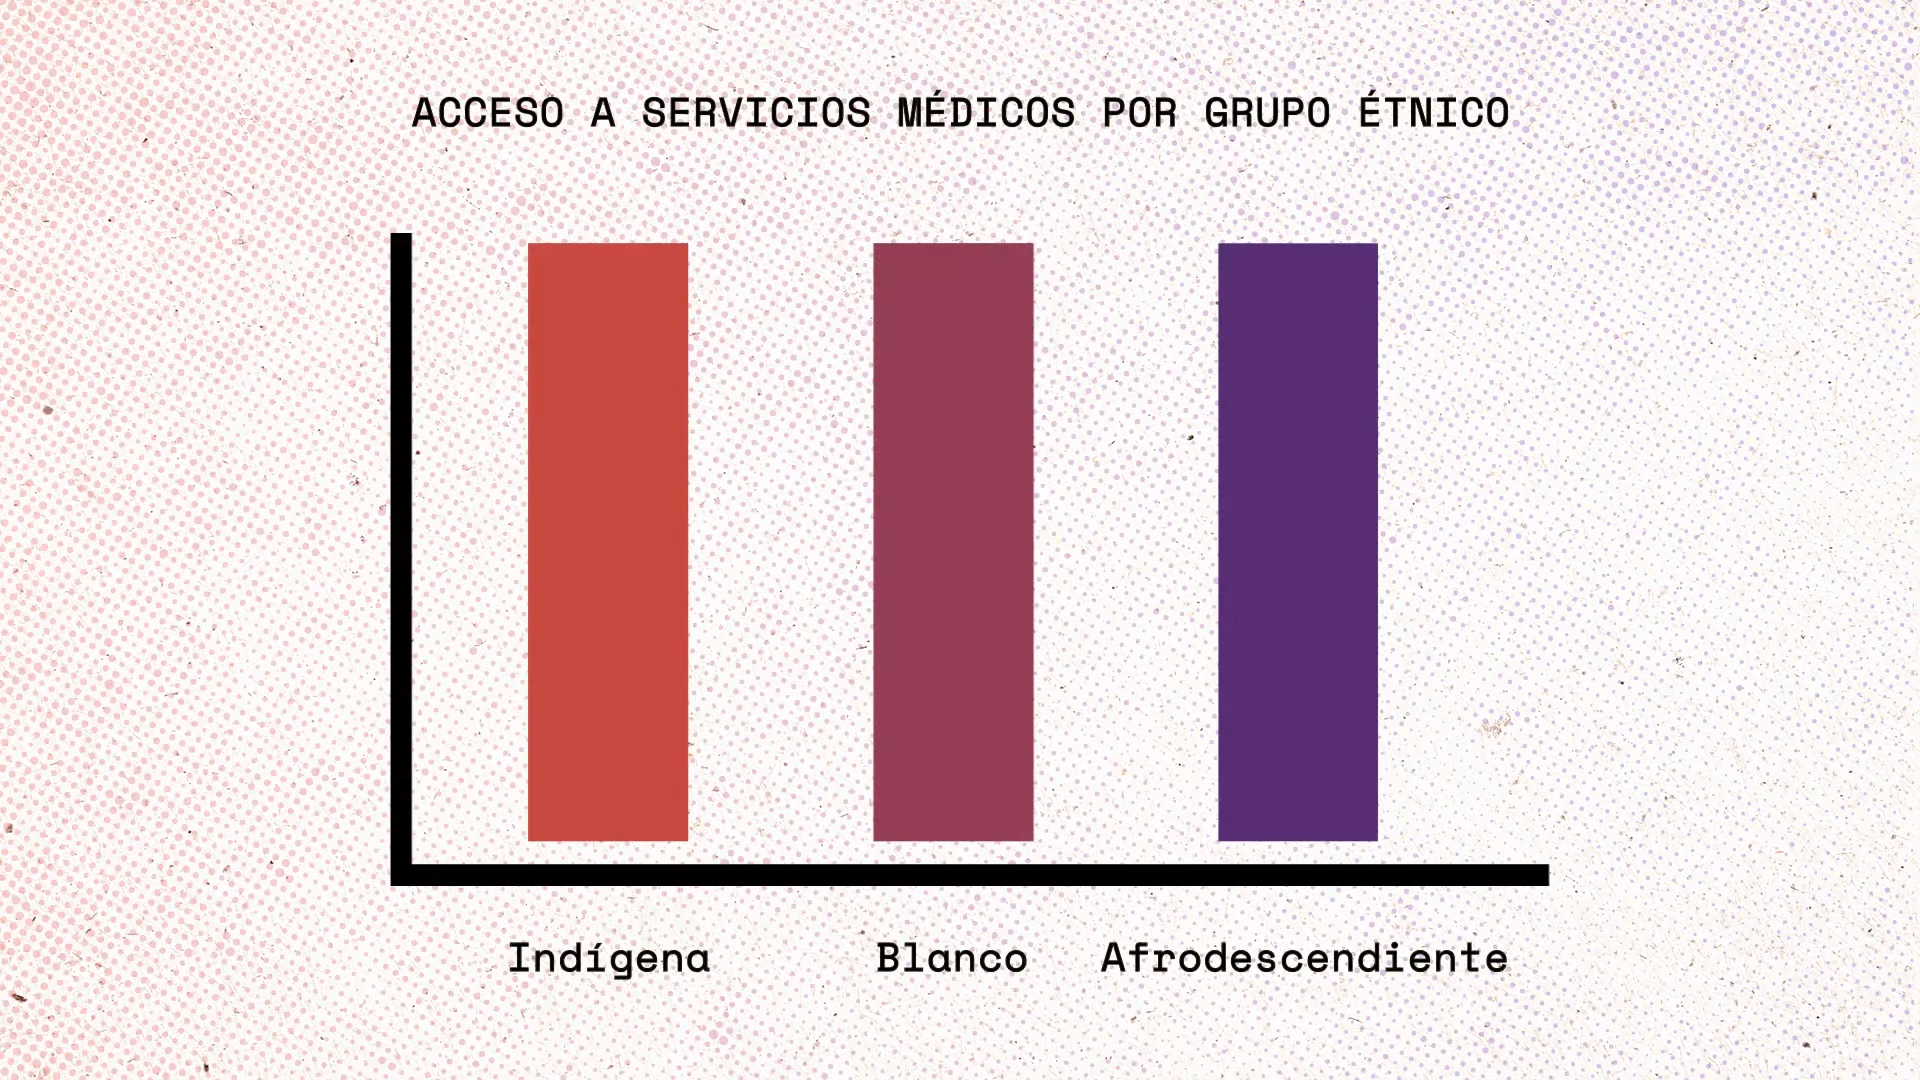 ACCESO A SERVICIOS MÉDICOS POR GRUPO ÉTNICO
Indígena Blanco Afrodescendiente